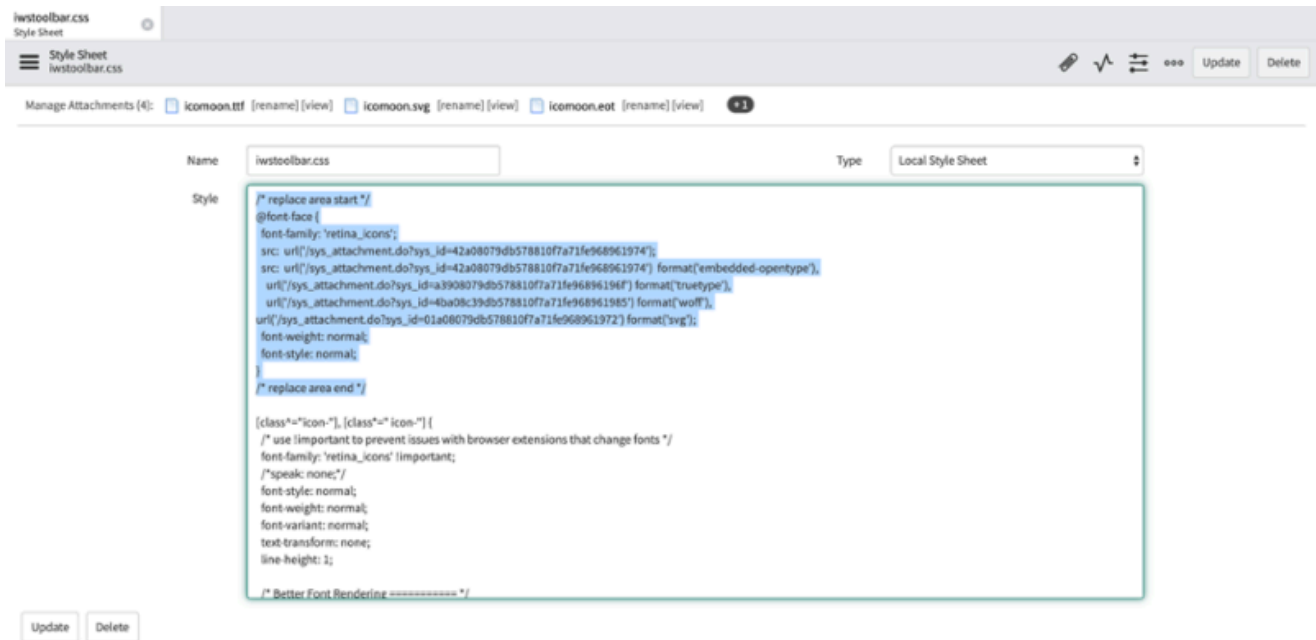 iwstoolbar.css
Style Sheet
Style Sheet
iwstoolbar.css
Update Delete
Manage Attachments (4): icomoon.ttf [rename] [view] icomoon.svg [rename] [view] icomoon.eot [rename] [view] +1
Name iwstoolbar.css Type Local Style Sheet
Style
/* replace area start */
@font-face {
font-family: 'retina_icons';
src: url('/sys_attachment.do?sys_id=42a08079db578810f7a71fe968961974');
src: url('/sys_attachment.do?sys_id=42a08079db578810f7a71fe968961974') format('embedded-opentype'),
url('/sys_attachment.do?sys_id=a3908079db578810f7a71fe96896196f') format('truetype'),
url('/sys_attachment.do?sys_id=4ba08c39db578810f7a71fe968961985') format('woff'),
url('/sys_attachment.do?sys_id=01a08079db578810f7a71fe968961972') format('svg');
font-weight: normal;
font-style: normal;
}
/* replace area end */
[class^="icon-"], [class*=" icon-"] {
/* use !important to prevent issues with browser extensions that change fonts */
font-family: 'retina_icons' !important;
/*speak: none;*/
font-style: normal;
font-weight: normal;
font-variant: normal;
text-transform: none;
line-height: 1;
/* Better Font Rendering =========== */
Update Delete